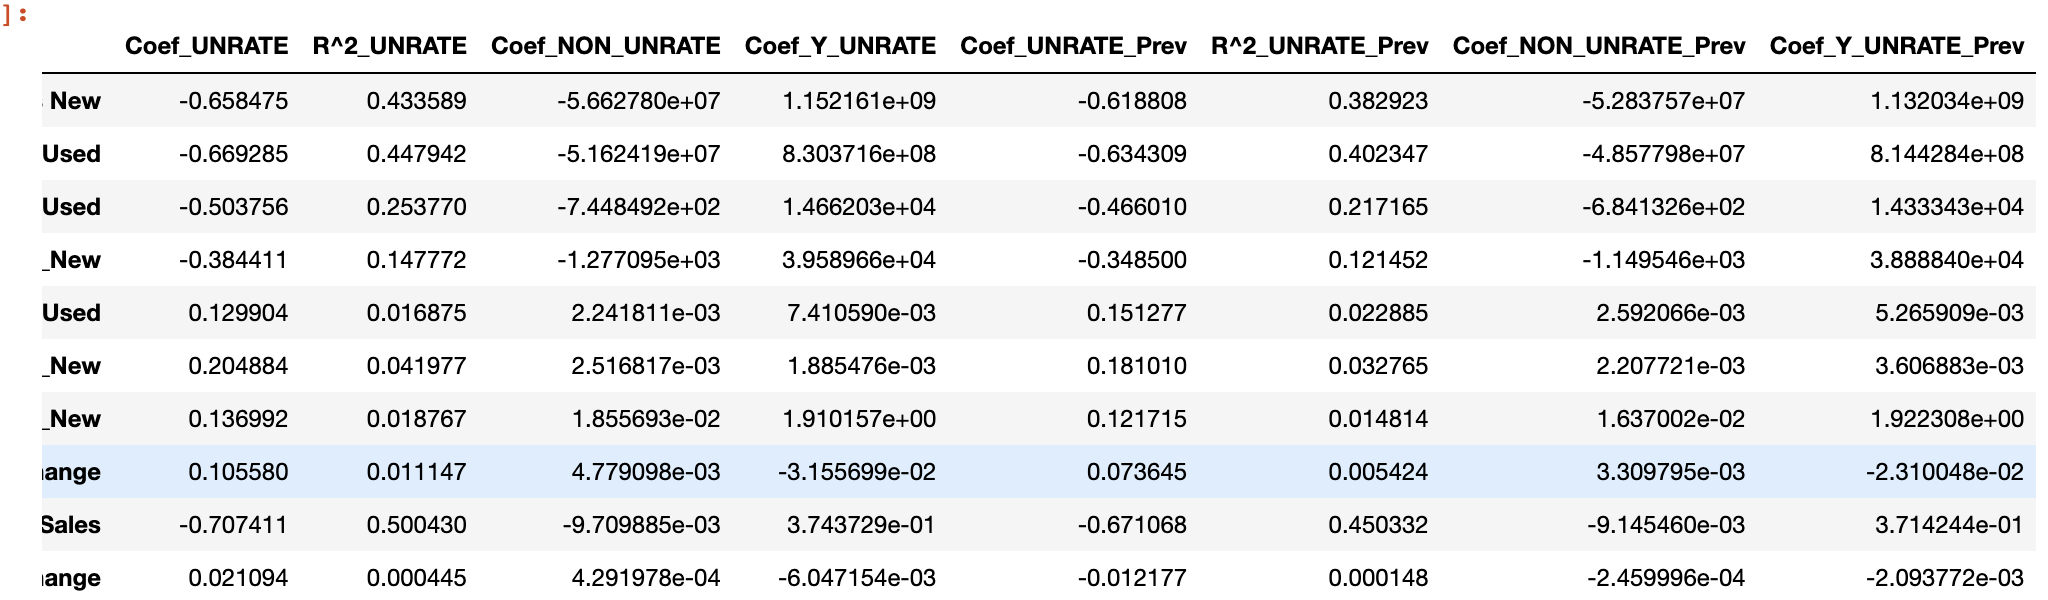 ]:
Coef_UNRATE R^2_UNRATE Coef_NON_UNRATE Coef_Y_UNRATE Coef_UNRATE_Prev R^2_UNRATE_Prev Coef_NON_UNRATE_Prev Coef_Y_UNRATE_Prev
New -0.658475 0.433589 -5.662780e+07 1.152161e+09 -0.618808 0.382923 -5.283757e+07 1.132034e+09
Used -0.669285 0.447942 -5.162419e+07 8.303716e+08 -0.634309 0.402347 -4.857798e+07 8.144284e+08
Used -0.503756 0.253770 -7.448492e+02 1.466203e+04 -0.466010 0.217165 -6.841326e+02 1.433343e+04
_New -0.384411 0.147772 -1.277095e+03 3.958966e+04 -0.348500 0.121452 -1.149546e+03 3.888840e+04
Used 0.129904 0.016875 2.241811e-03 7.410590e-03 0.151277 0.022885 2.592066e-03 5.265909e-03
_New 0.204884 0.041977 2.516817e-03 1.885476e-03 0.181010 0.032765 2.207721e-03 3.606883e-03
_New 0.136992 0.018767 1.855693e-02 1.910157e+00 0.121715 0.014814 1.637002e-02 1.922308e+00
ange 0.105580 0.011147 4.779098e-03 -3.155699e-02 0.073645 0.005424 3.309795e-03 -2.310048e-02
Sales -0.707411 0.500430 -9.709885e-03 3.743729e-01 -0.671068 0.450332 -9.145460e-03 3.714244e-01
ange 0.021094 0.000445 4.291978e-04 -6.047154e-03 -0.012177 0.000148 -2.459996e-04 -2.093772e-03